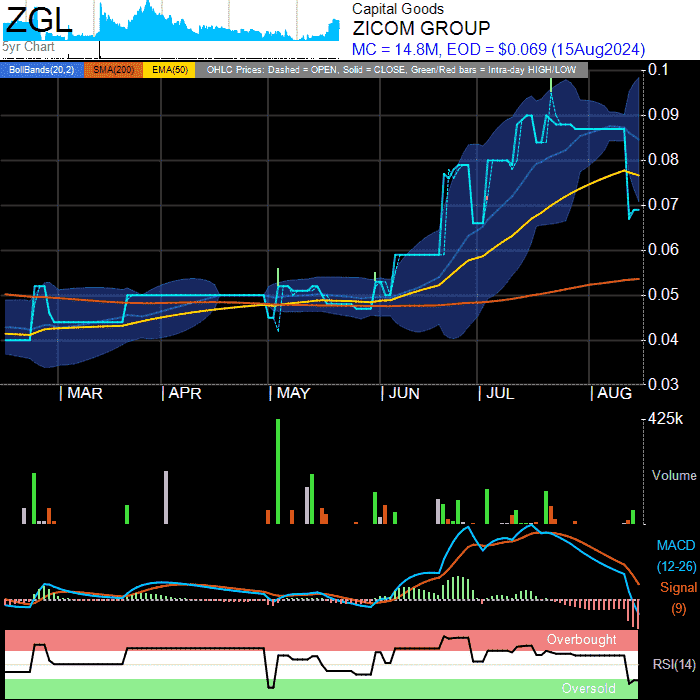 ZGL
5yr Chart
Capital Goods
ZICOM GROUP
MC = 14.8M, EOD = $0.069 (15Aug2024)
BollBands(20,2) SMA(200) EMA(50) OHLC Prices: Dashed = OPEN, Solid = CLOSE, Green/Red bars = Intra-day HIGH/LOW
0.1
0.09
0.08
0.07
0.06
0.05
0.04
0.03
MAR APR MAY JUN JUL AUG
425k
Volume
MACD
(12-26)
Signal
(9)
Overbought
RSI(14)
Oversold